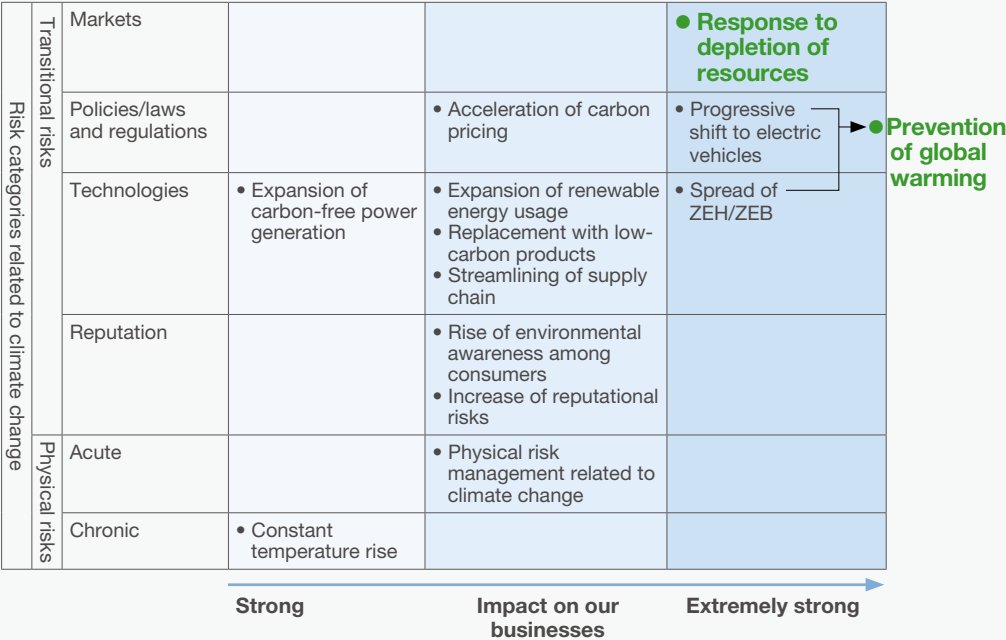 Risk categories related to climate change
Transitional risks
Markets
• Response to
depletion of
resources
Policies/laws
and regulations
• Acceleration of carbon
pricing
• Progressive
shift to electric
vehicles
• Prevention
of global
warming
Technologies
• Expansion of
carbon-free power
generation
• Expansion of renewable
energy usage
• Replacement with low-
carbon products
• Streamlining of supply
chain
• Spread of
ZEH/ZEB
Reputation
• Rise of environmental
awareness among
consumers
• Increase of reputational
risks
Physical risks
Acute
• Physical risk
management related to
climate change
Chronic
• Constant
temperature rise
Strong
Impact on our
businesses
Extremely strong